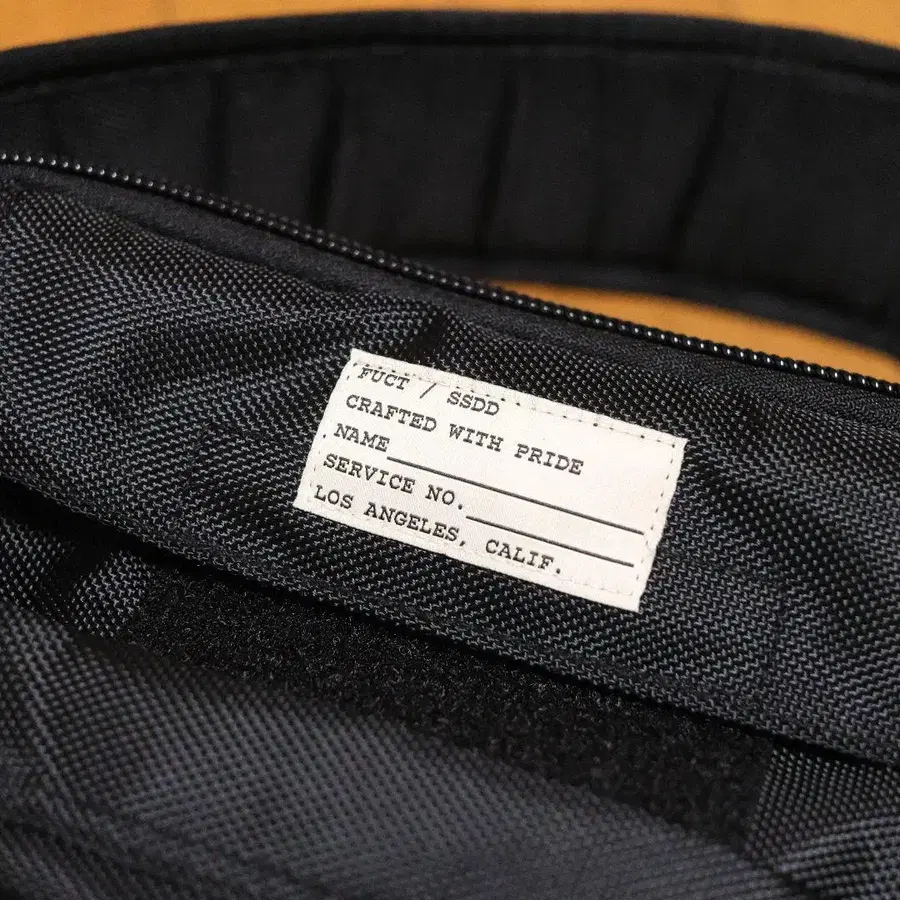 FUCT / SSDD
CRAFTED WITH PRIDE
NAME
SERVICE NO.
LOS ANGELES, CALIF.